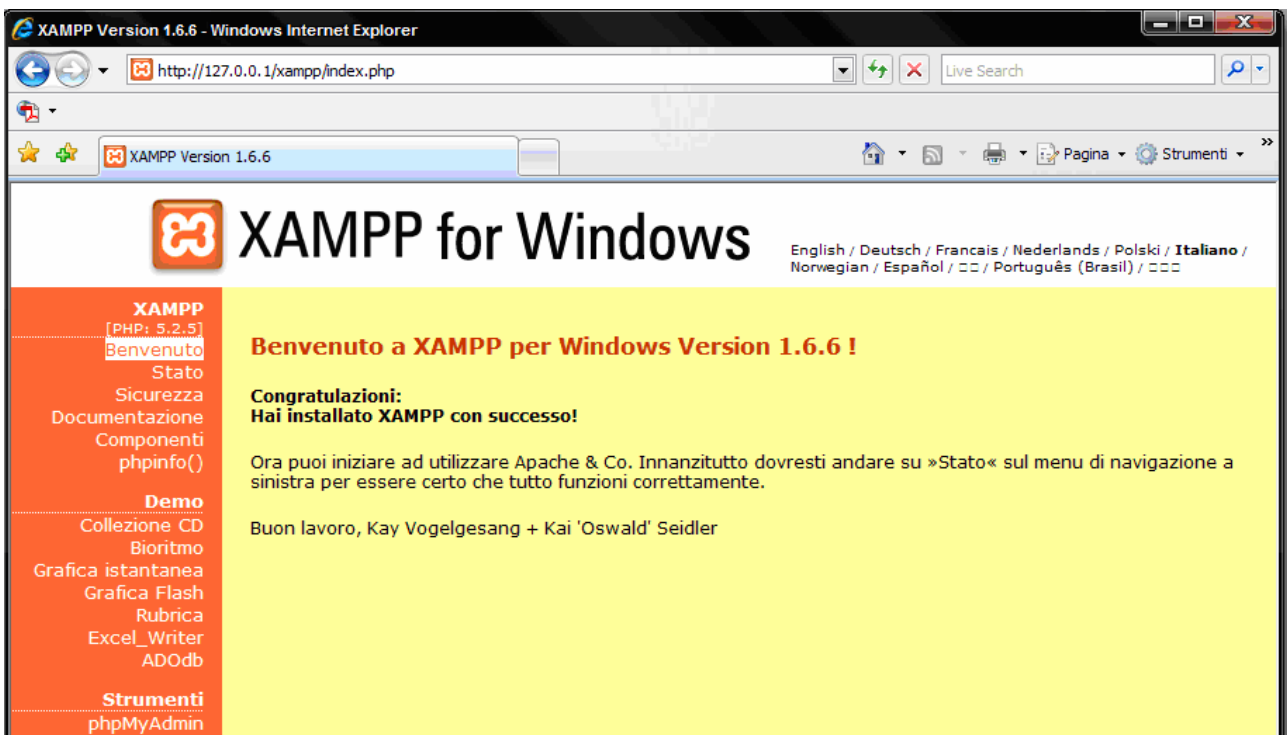 XAMPP Version 1.6.6 - Windows Internet Explorer
http://127.0.0.1/xampp/index.php
Live Search
XAMPP Version 1.6.6
Pagina
Strumenti
XAMPP for Windows
English / Deutsch / Francais / Nederlands / Polski / Italiano /
Norwegian / Español / □□ / Português (Brasil) / □□□
XAMPP
[PHP: 5.2.5]
Benvenuto
Stato
Sicurezza
Documentazione
Componenti
phpinfo()
Demo
Collezione CD
Bioritmo
Grafica istantanea
Grafica Flash
Rubrica
Excel_Writer
ADOdb
Strumenti
phpMyAdmin
Benvenuto a XAMPP per Windows Version 1.6.6 !
Congratulazioni:
Hai installato XAMPP con successo!
Ora puoi iniziare ad utilizzare Apache & Co. Innanzitutto dovresti andare su »Stato« sul menu di navigazione a
sinistra per essere certo che tutto funzioni correttamente.
Buon lavoro, Kay Vogelgesang + Kai 'Oswald' Seidler